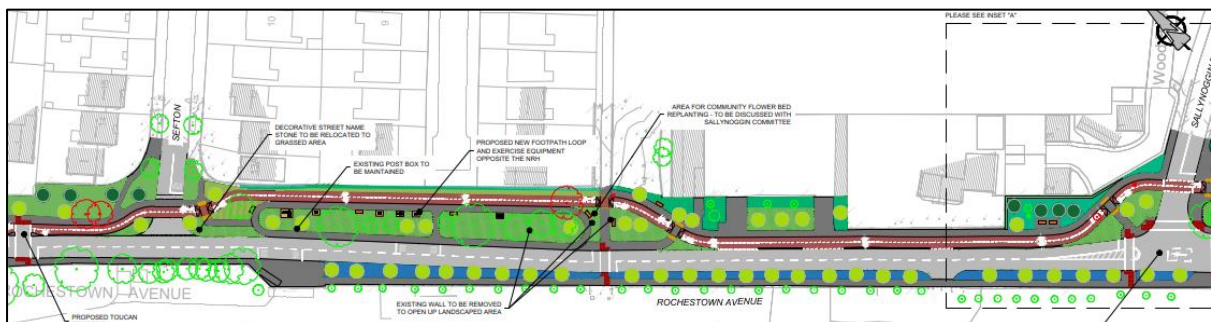 PLEASE SEE INSET "A"
10
9
Wood
SALLYNOGGIN
SEFTON
AREA FOR COMMUNITY FLOWER BED
REPLANTING - TO BE DISCUSSED WITH
SALLYNOGGIN COMMITTEE
DECORATIVE STREET NAME
STONE TO BE RELOCATED TO
GRASSED AREA
PROPOSED NEW FOOTPATH LOOP
AND EXERCISE EQUIPMENT
OPPOSITE THE NRH
EXISTING POST BOX TO
BE MAINTAINED
ROCHESTOWN AVENUE
EXISTING WALL TO BE REMOVED
TO OPEN UP LANDSCAPED AREA
ROCHESTOWN AVENUE
PROPOSED TOUCAN